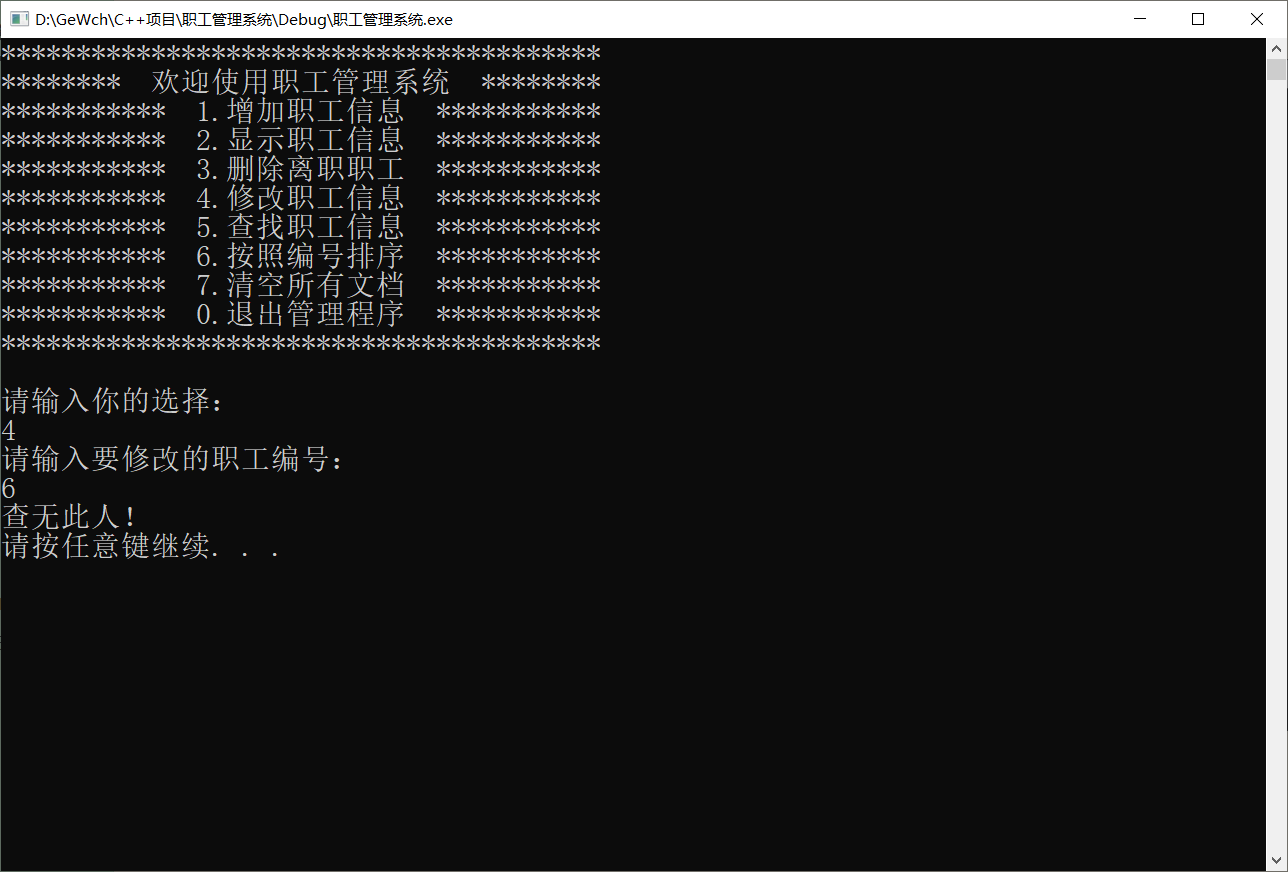 D:\GeWch\C++项目\职工管理系统\Debug\职工管理系统.exe
****************************************
********  欢迎使用职工管理系统  ********
***********  1.增加职工信息  ***********
***********  2.显示职工信息  ***********
***********  3.删除离职职工  ***********
***********  4.修改职工信息  ***********
***********  5.查找职工信息  ***********
***********  6.按照编号排序  ***********
***********  7.清空所有文档  ***********
***********  0.退出管理程序  ***********
****************************************
请输入你的选择：
4
请输入要修改的职工编号：
6
查无此人！
请按任意键继续. . .